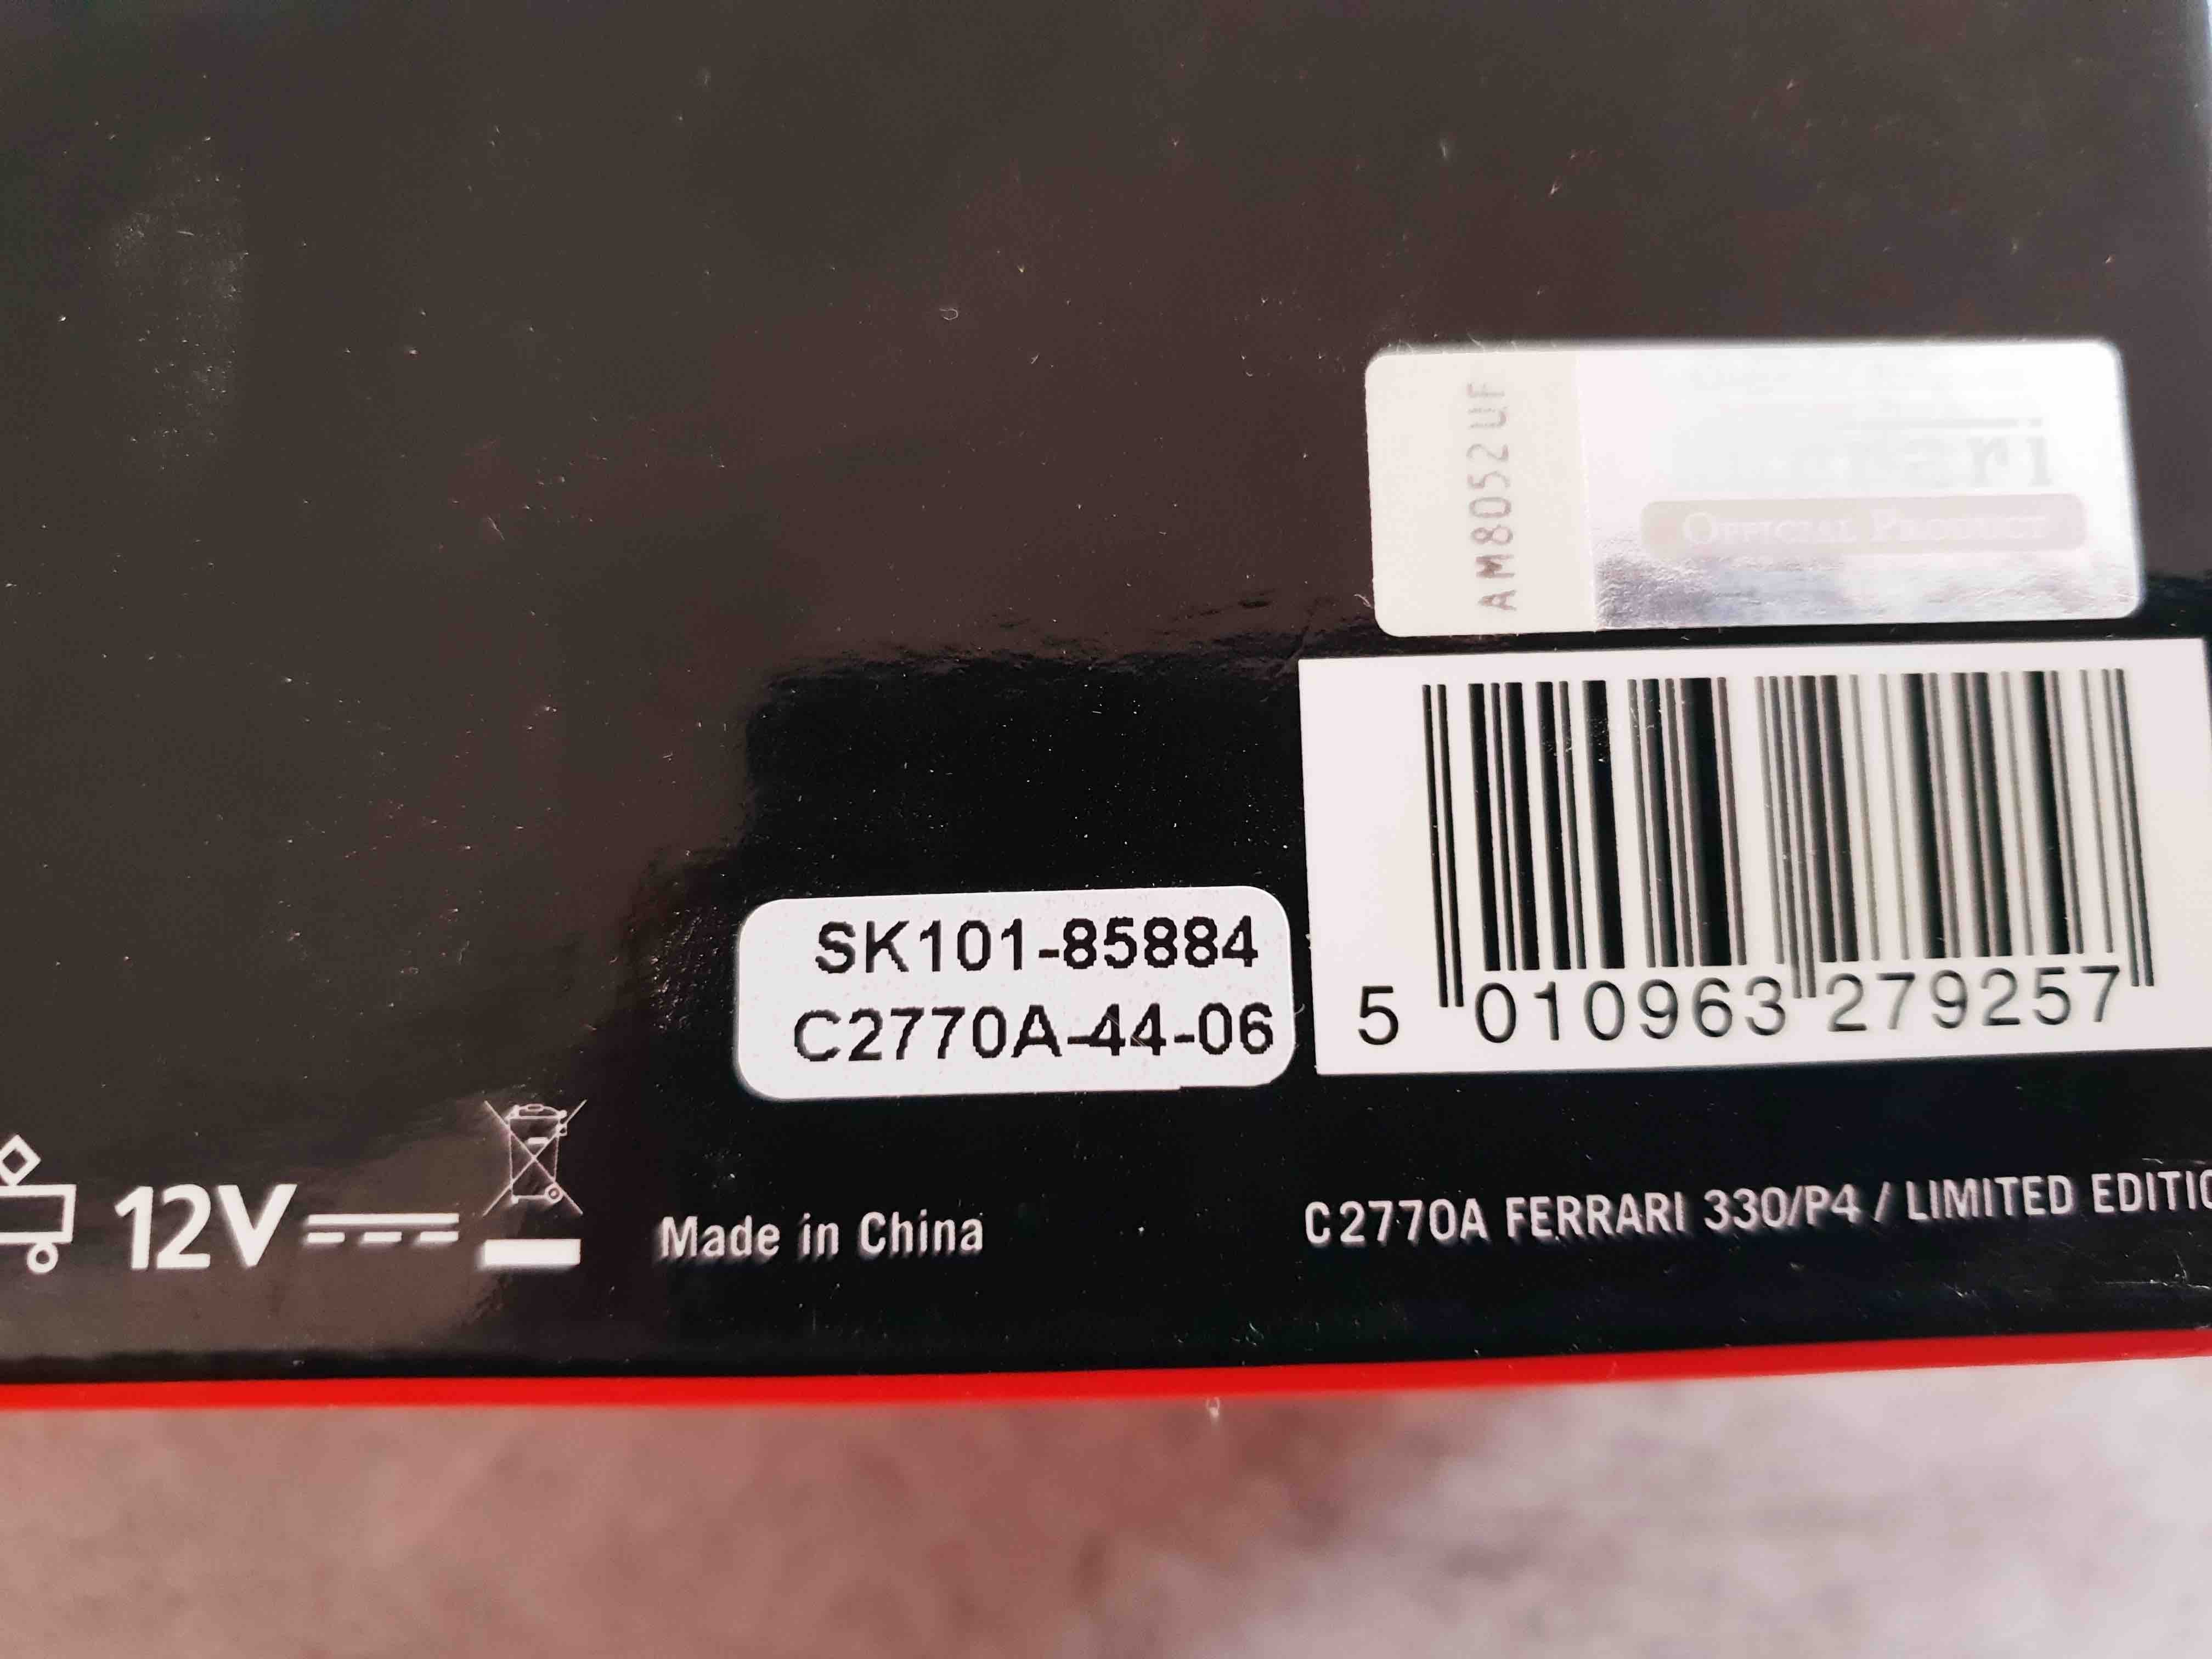 AM8052UF
OFFICIAL PRODUCT
SK101-85884
C2770A-44-06
5 010963 279257
12V
Made in China
C2770A FERRARI 330/P4 / LIMITED